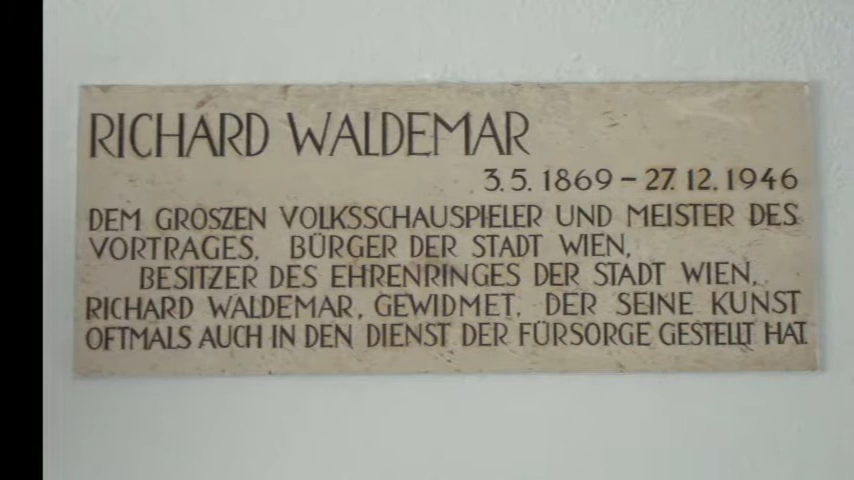 RICHARD WALDEMAR
3.5.1869 – 27.12.1946
DEM GROSZEN VOLKSSCHAUSPIELER UND MEISTER DES
VORTRAGES, BÜRGER DER STADT WIEN,
BESITZER DES EHRENRINGES DER STADT WIEN,
RICHARD WALDEMAR, GEWIDMET, DER SEINE KUNST
OFTMALS AUCH IN DEN DIENST DER FÜRSORGE GESTELLT HAT.